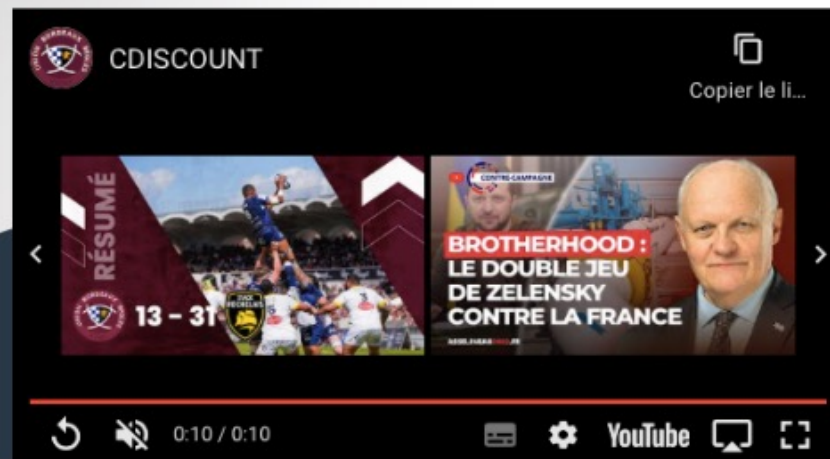 CDISCOUNT
Copier le li...
RÉSUMÉ
13 - 31
CONTRE-CAMPAGNE
BROTHERHOOD :
LE DOUBLE JEU
DE ZELENSKY
CONTRE LA FRANCE
0:10 / 0:10
YouTube